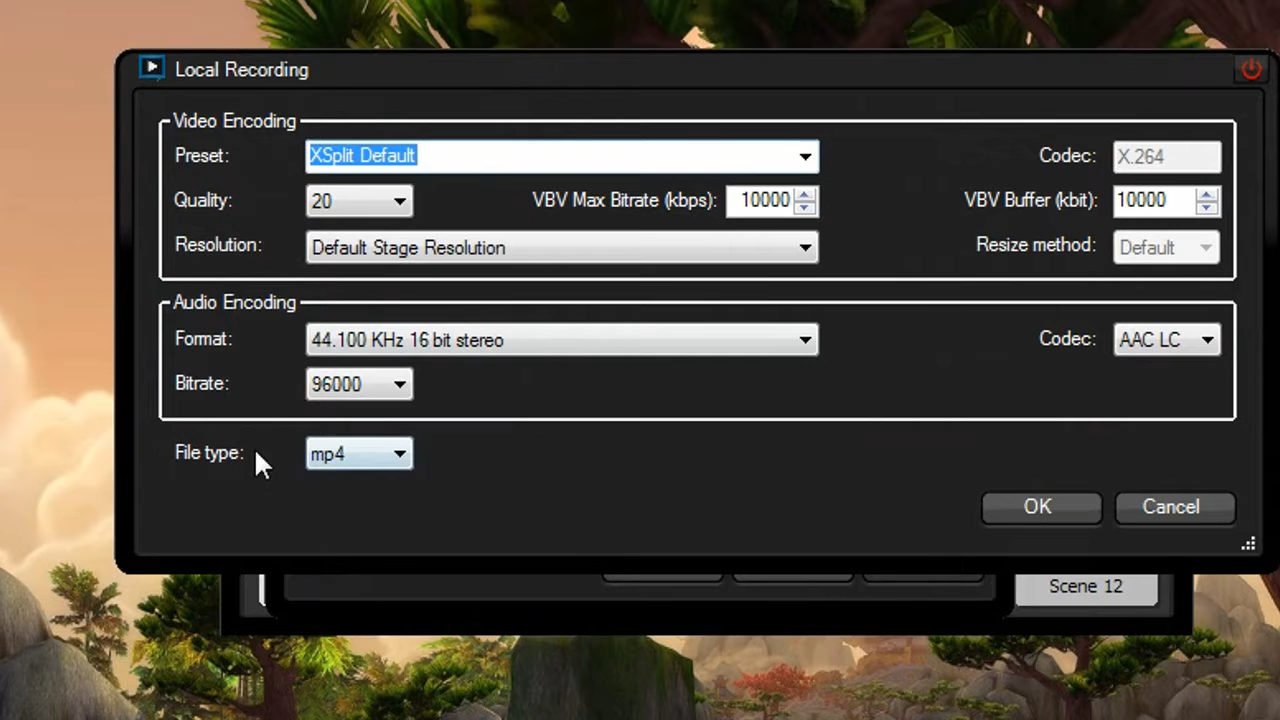 Local Recording
Video Encoding
Preset: XSplit Default Codec: X.264
Quality: 20 VBV Max Bitrate (kbps): 10000 VBV Buffer (kbit): 10000
Resolution: Default Stage Resolution Resize method: Default
Audio Encoding
Format: 44.100 KHz 16 bit stereo Codec: AAC LC
Bitrate: 96000
File type: mp4
OK Cancel
Scene 12